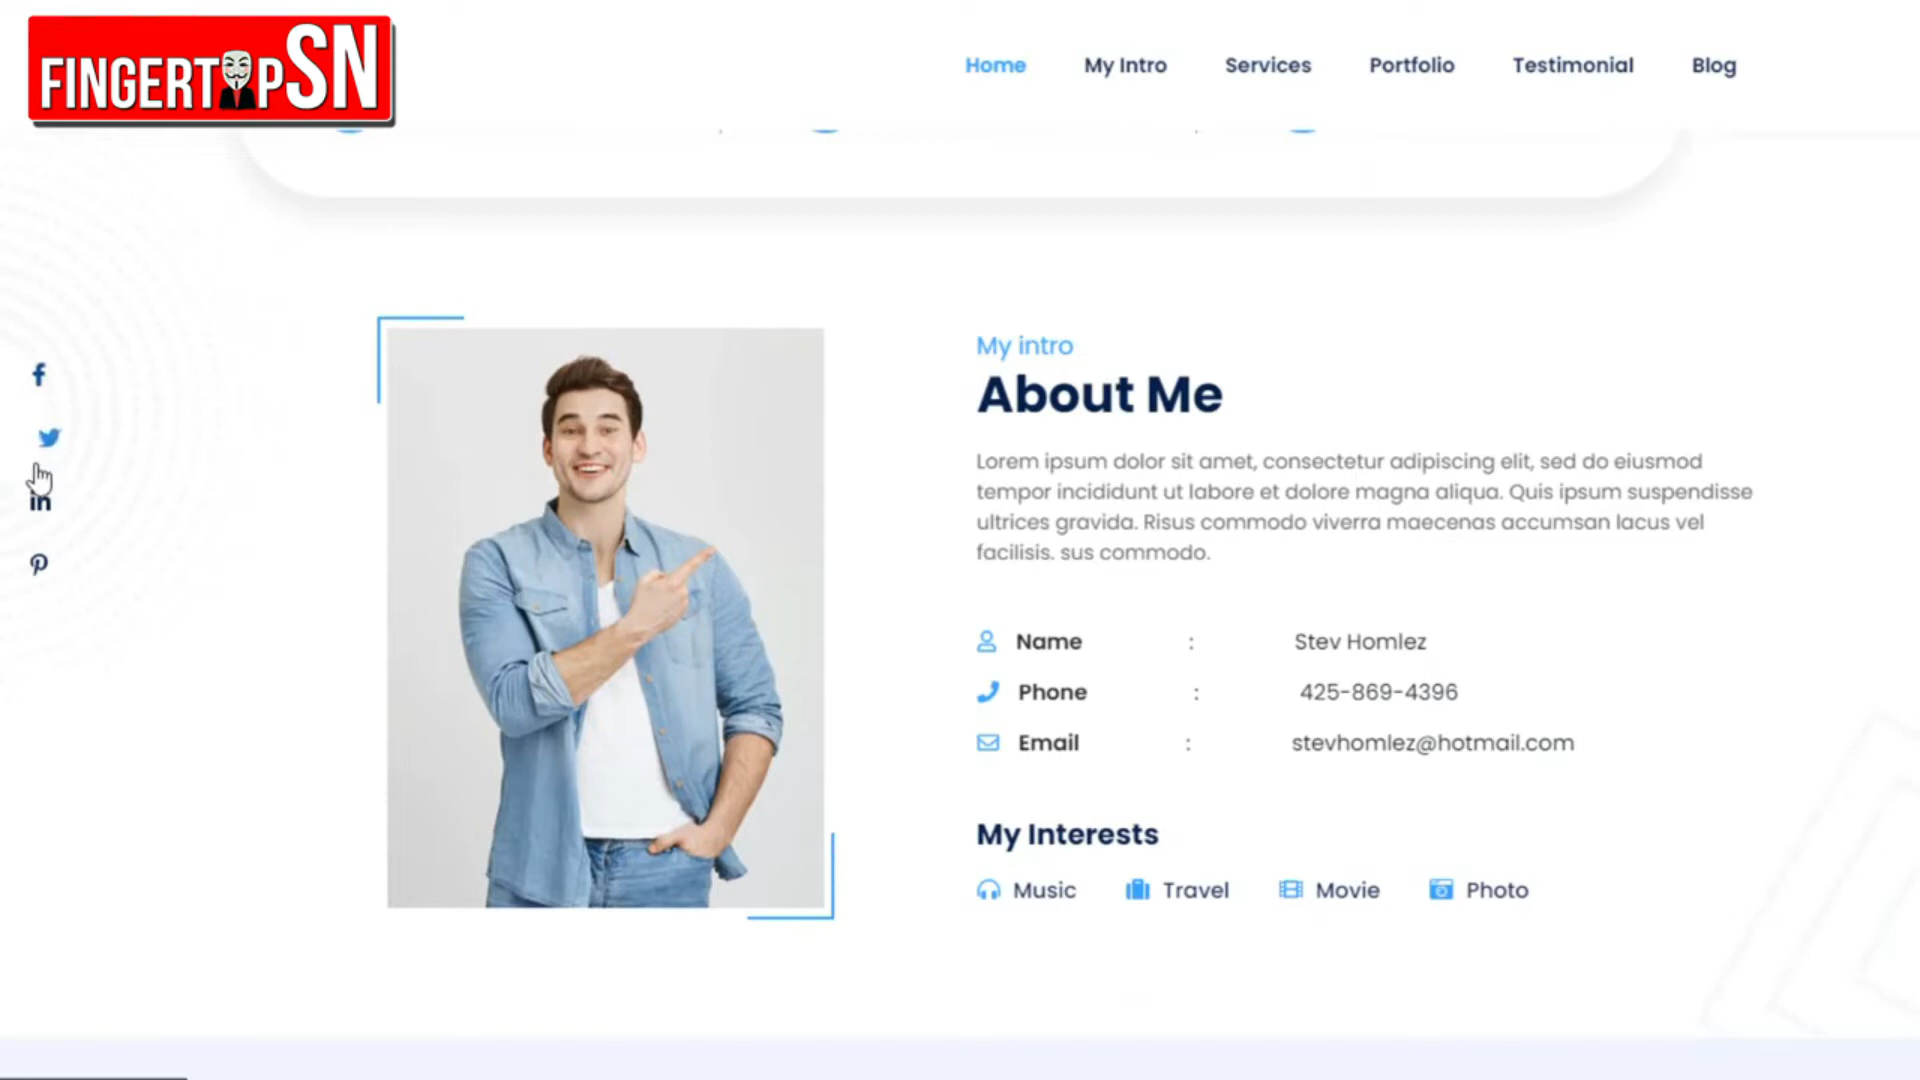 FINGERTIPSN
Home My Intro Services Portfolio Testimonial Blog
My intro
About Me
Lorem ipsum dolor sit amet, consectetur adipiscing elit, sed do eiusmod
tempor incididunt ut labore et dolore magna aliqua. Quis ipsum suspendisse
ultrices gravida. Risus commodo viverra maecenas accumsan lacus vel
facilisis. sus commodo.
Name : Stev Homlez
Phone : 425-869-4396
Email : stevhomlez@hotmail.com
My Interests
Music Travel Movie Photo